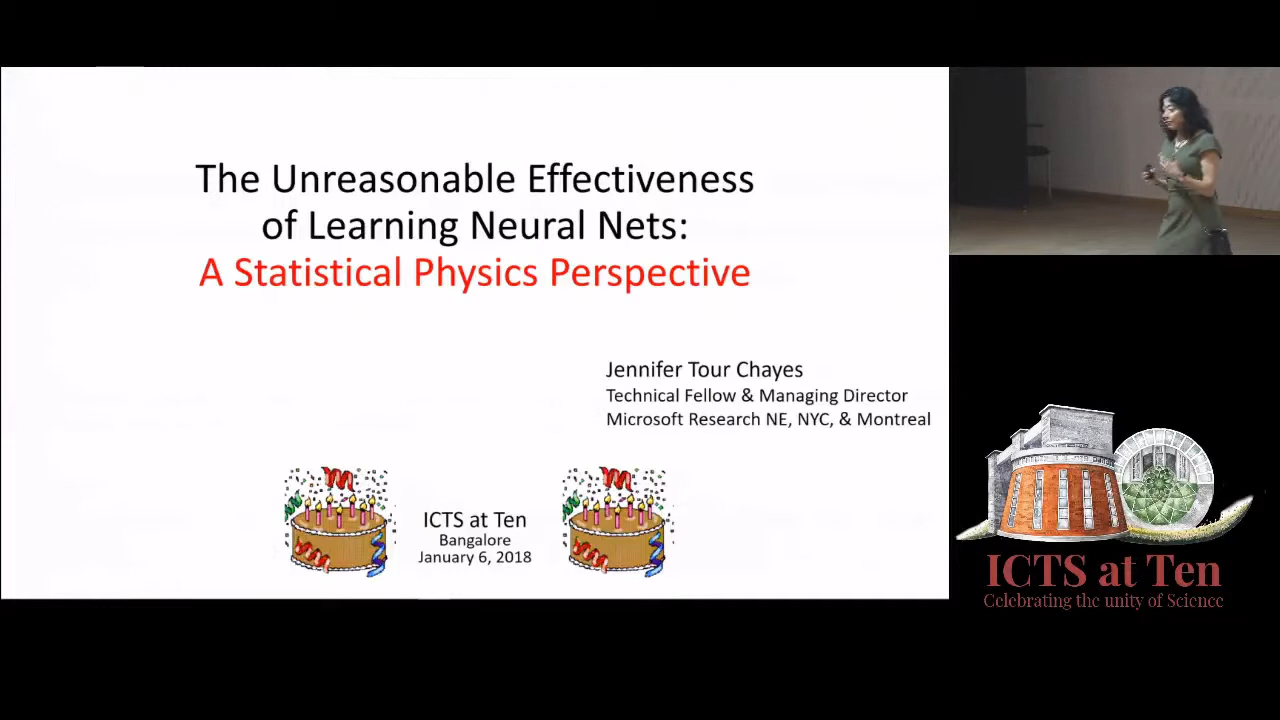 The Unreasonable Effectiveness
of Learning Neural Nets:
A Statistical Physics Perspective
Jennifer Tour Chayes
Technical Fellow & Managing Director
Microsoft Research NE, NYC, & Montreal
ICTS at Ten
Bangalore
January 6, 2018
ICTS at Ten
Celebrating the unity of Science